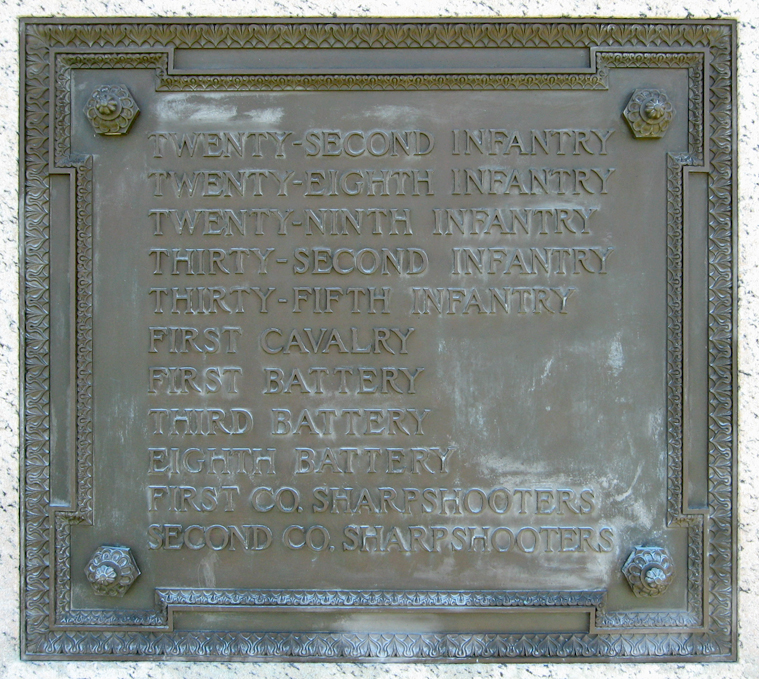 TWENTY-SECOND INFANTRY
TWENTY-EIGHTH INFANTRY
TWENTY-NINTH INFANTRY
THIRTY-SECOND INFANTRY
THIRTY-FIFTH INFANTRY
FIRST CAVALRY
FIRST BATTERY
THIRD BATTERY
EIGHTH BATTERY
FIRST CO. SHARPSHOOTERS
SECOND CO. SHARPSHOOTERS